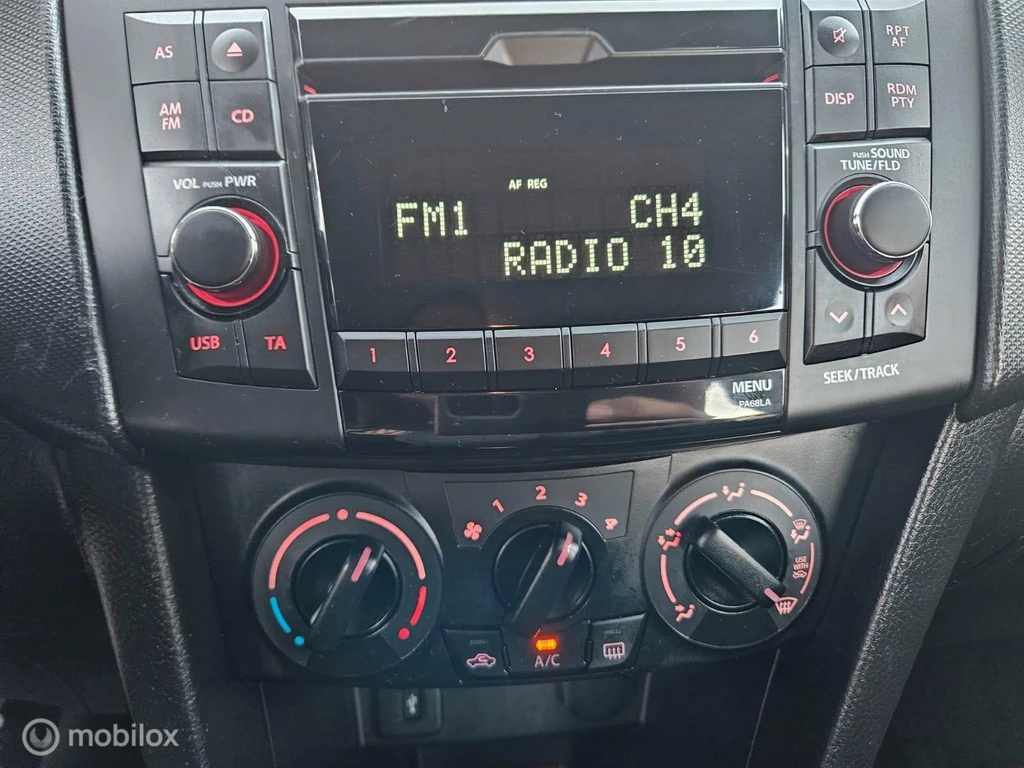 AS
RPT
AF
AM
FM
CD
DISP
RDM
PTY
VOL PUSH PWR
PUSH SOUND
TUNE/FLD
AF REG
FM1
CH4
RADIO 10
USB
TA
1
2
3
4
5
6
SEEK/TRACK
MENU
PA68LA
1
2
3
4
USE
WITH
A/C
mobilox